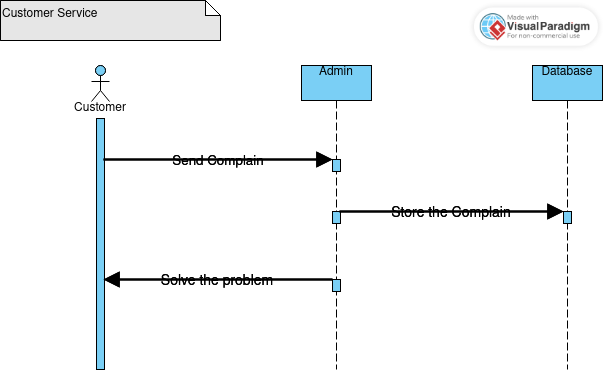 Customer Service
Made with
Visual Paradigm
For non-commercial use
Admin
Database
Customer
Send Complain
Store the Complain
Solve the problem